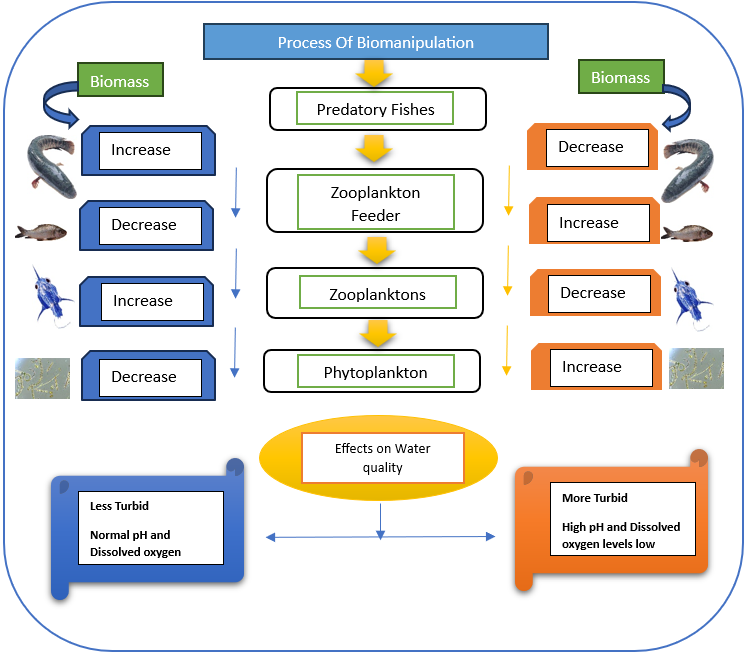 Process Of Biomanipulation
Biomass
Biomass
Predatory Fishes
Increase
Decrease
Zooplankton
Feeder
Decrease
Increase
Zooplanktons
Increase
Decrease
Phytoplankton
Decrease
Increase
Effects on Water
quality
Less Turbid
Normal pH and
Dissolved oxygen
More Turbid
High pH and Dissolved
oxygen levels low